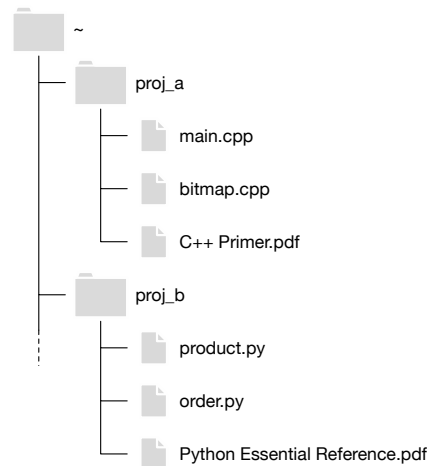 ~
proj_a
main.cpp
bitmap.cpp
C++ Primer.pdf
proj_b
product.py
order.py
Python Essential Reference.pdf